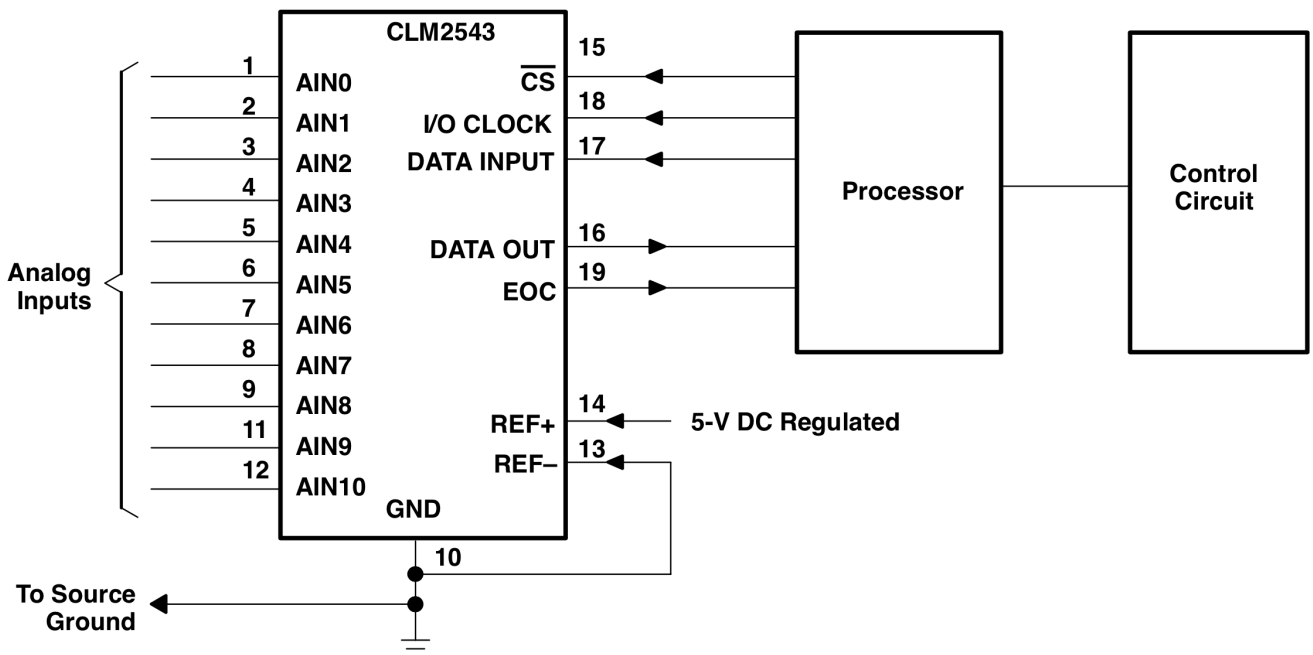 CLM2543
1
AIN0
2
AIN1
3
AIN2
4
AIN3
5
AIN4
6
AIN5
7
AIN6
8
AIN7
9
AIN8
11
AIN9
12
AIN10
Analog
Inputs
15
CS
18
I/O CLOCK
17
DATA INPUT
16
DATA OUT
19
EOC
14
REF+
13
REF–
GND
10
5-V DC Regulated
Processor
Control
Circuit
To Source
Ground